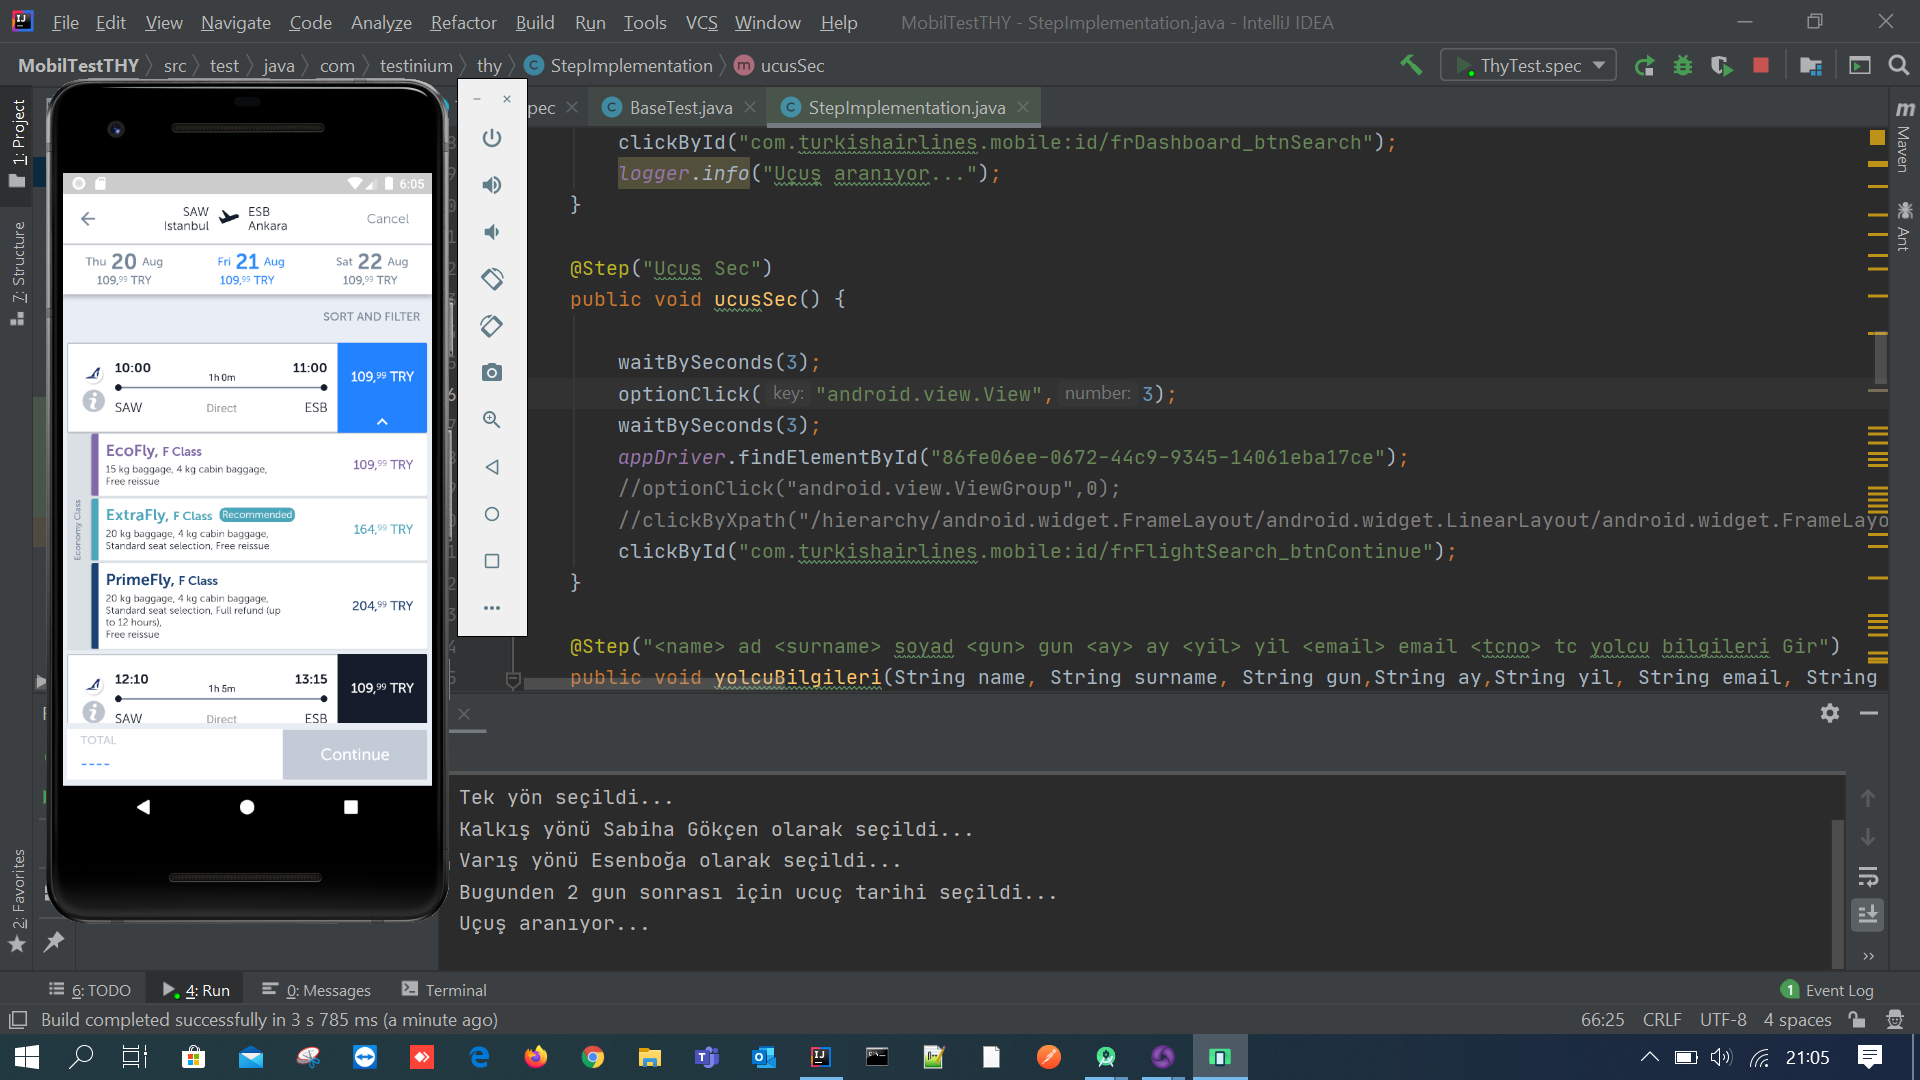 File Edit View Navigate Code Analyze Refactor Build Run Tools VCS Window Help MobilTestTHY - StepImplementation.java - IntelliJ IDEA
MobilTestTHY src test java com testinium thy StepImplementation ucusSec ThyTest.spec
pec BaseTest.java StepImplementation.java
1: Project
7: Structure
2: Favorites
Maven
Ant
6:05
SAW ESB
Istanbul Ankara
Cancel
Thu 20 Aug Fri 21 Aug Sat 22 Aug
109,99 TRY 109,99 TRY 109,99 TRY
SORT AND FILTER
10:00 11:00
1h 0m
109,99 TRY
SAW Direct ESB
Economy Class
EcoFly, F Class
15 kg baggage, 4 kg cabin baggage,
Free reissue
109,99 TRY
ExtraFly, F Class Recommended
20 kg baggage, 4 kg cabin baggage,
Standard seat selection, Free reissue
164,99 TRY
PrimeFly, F Class
20 kg baggage, 4 kg cabin baggage,
Standard seat selection, Full refund (up
to 12 hours),
Free reissue
204,99 TRY
12:10 13:15
1h 5m
109,99 TRY
SAW Direct ESB
TOTAL
----
Continue
clickById("com.turkishairlines.mobile:id/frDashboard_btnSearch");
logger.info("Uçuş aranıyor...");
}
@Step("Ucus Sec")
public void ucusSec() {
waitBySeconds(3);
optionClick( key: "android.view.View", number: 3);
waitBySeconds(3);
appDriver.findElementById("86fe06ee-0672-44c9-9345-14061eba17ce");
//optionClick("android.view.ViewGroup",0);
//clickByXpath("/hierarchy/android.widget.FrameLayout/android.widget.LinearLayout/android.widget.FrameLayo
clickById("com.turkishairlines.mobile:id/frFlightSearch_btnContinue");
}
@Step("<name> ad <surname> soyad <gun> gun <ay> ay <yil> yil <email> email <tcno> tc yolcu bilgileri Gir")
public void yolcuBilgileri(String name, String surname, String gun,String ay,String yil, String email, String
Tek yön seçildi...
Kalkış yönü Sabiha Gökçen olarak seçildi...
Varış yönü Esenboğa olarak seçildi...
Bugunden 2 gun sonrası için ucuç tarihi seçildi...
Uçuş aranıyor...
6: TODO 4: Run 0: Messages Terminal 1 Event Log
Build completed successfully in 3 s 785 ms (a minute ago) 66:25 CRLF UTF-8 4 spaces
21:05